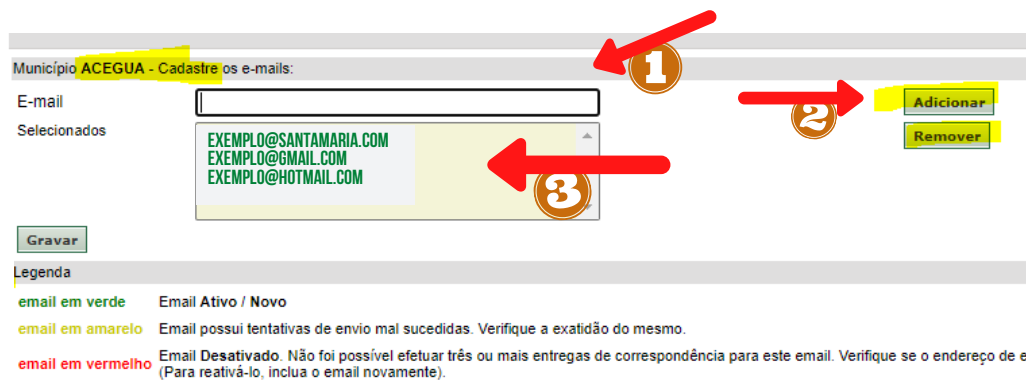 Município ACEGUA - Cadastre os e-mails:
1
E-mail
2
Adicionar
Selecionados
EXEMPLO@SANTAMARIA.COM
EXEMPLO@GMAIL.COM
EXEMPLO@HOTMAIL.COM
3
Remover
Gravar
Legenda
email em verde Email Ativo / Novo
email em amarelo Email possui tentativas de envio mal sucedidas. Verifique a exatidão do mesmo.
email em vermelho Email Desativado. Não foi possível efetuar três ou mais entregas de correspondência para este email. Verifique se o endereço de e
(Para reativá-lo, inclua o email novamente).